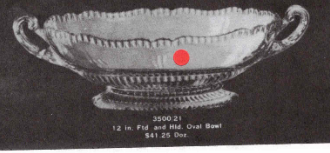 3500/21
12 in. Ftd and Hld. Oval Bowl
$41.25 Doz.